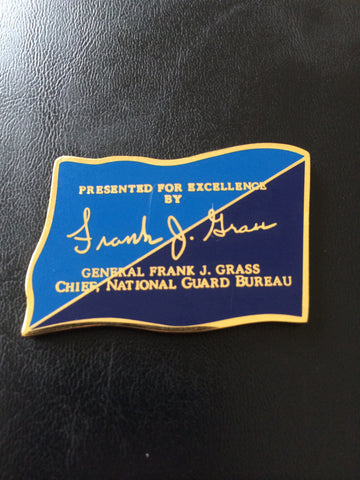 PRESENTED FOR EXCELLENCE
BY
Frank J. Grass
GENERAL FRANK J. GRASS
CHIEF, NATIONAL GUARD BUREAU